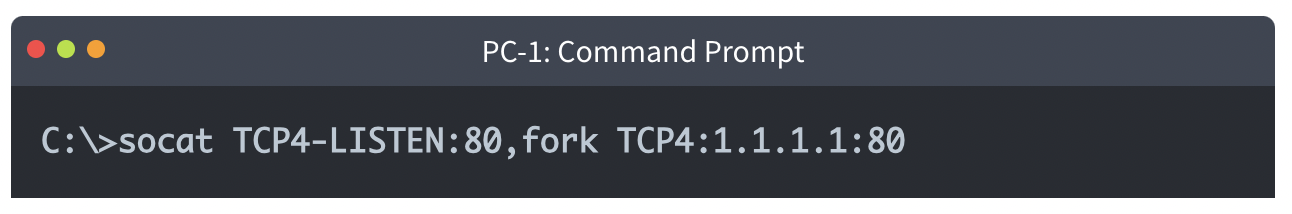 PC-1: Command Prompt
C:\>socat TCP4-LISTEN:80,fork TCP4:1.1.1.1:80